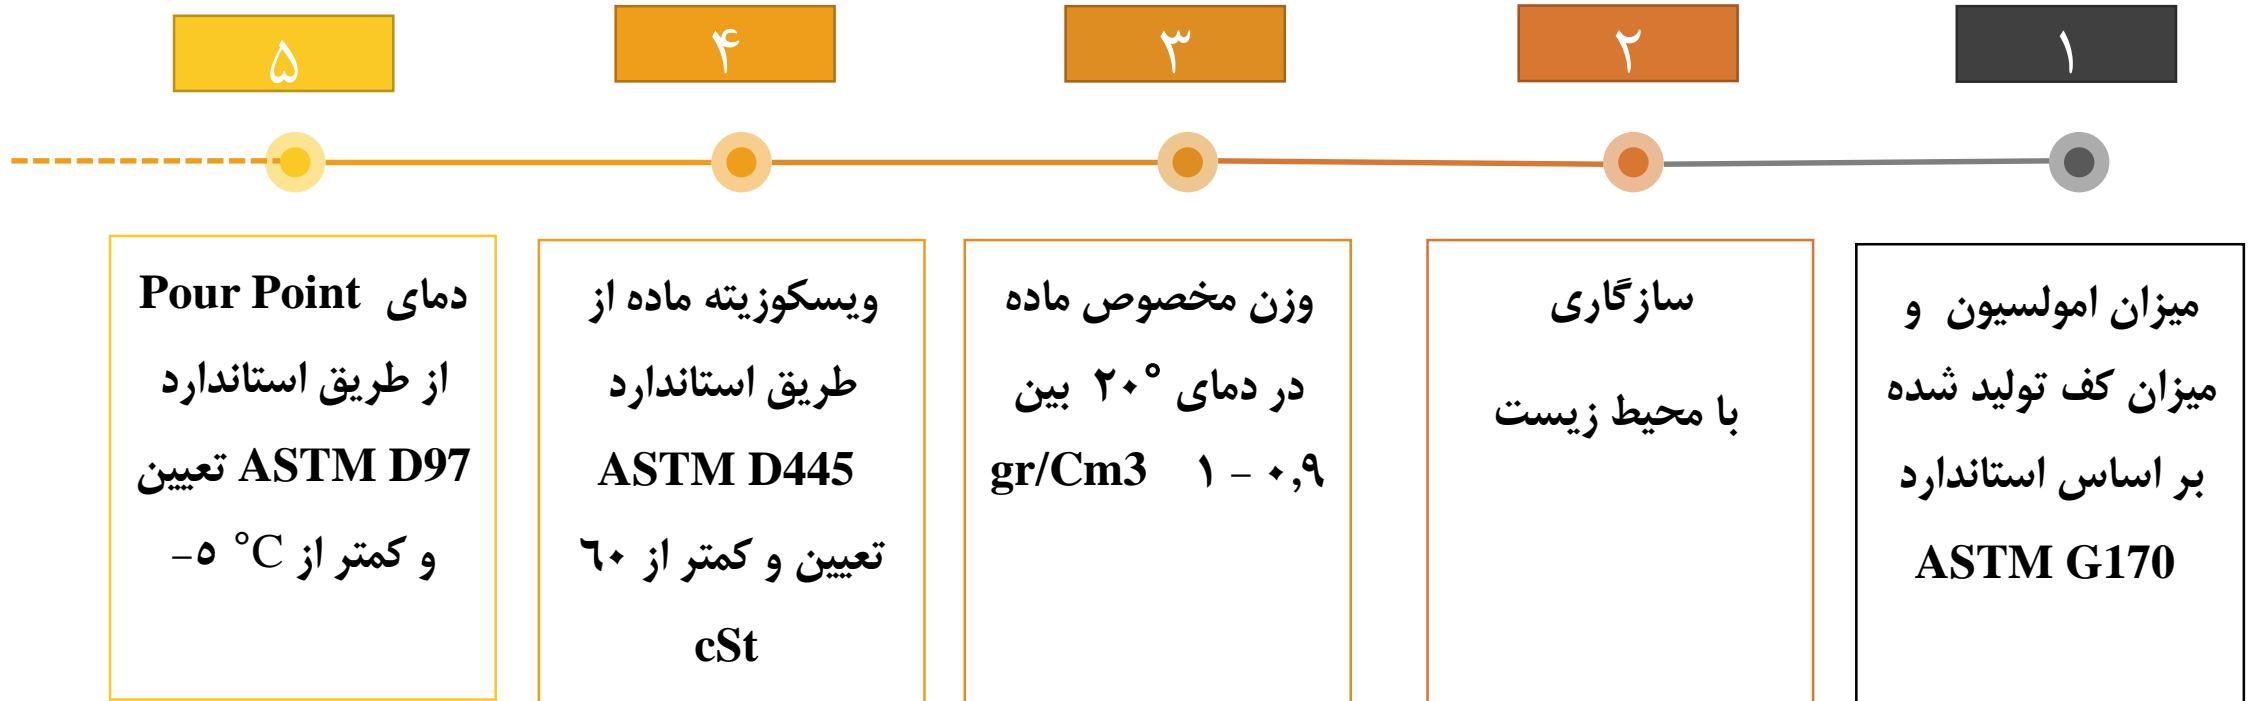 ۱
میزان امولسیون و
میزان کف تولید شده
بر اساس استاندارد
ASTM G170
۲
سازگاری
با محیط زیست
۳
وزن مخصوص ماده
در دمای ۲۰° بین
۰,۹ – ۱ gr/Cm3
۴
ویسکوزیته ماده از
طریق استاندارد
ASTM D445
تعیین و کمتر از ٦۰
cSt
۵
دمای Pour Point
از طریق استاندارد
ASTM D97 تعیین
و کمتر از C° ۵–